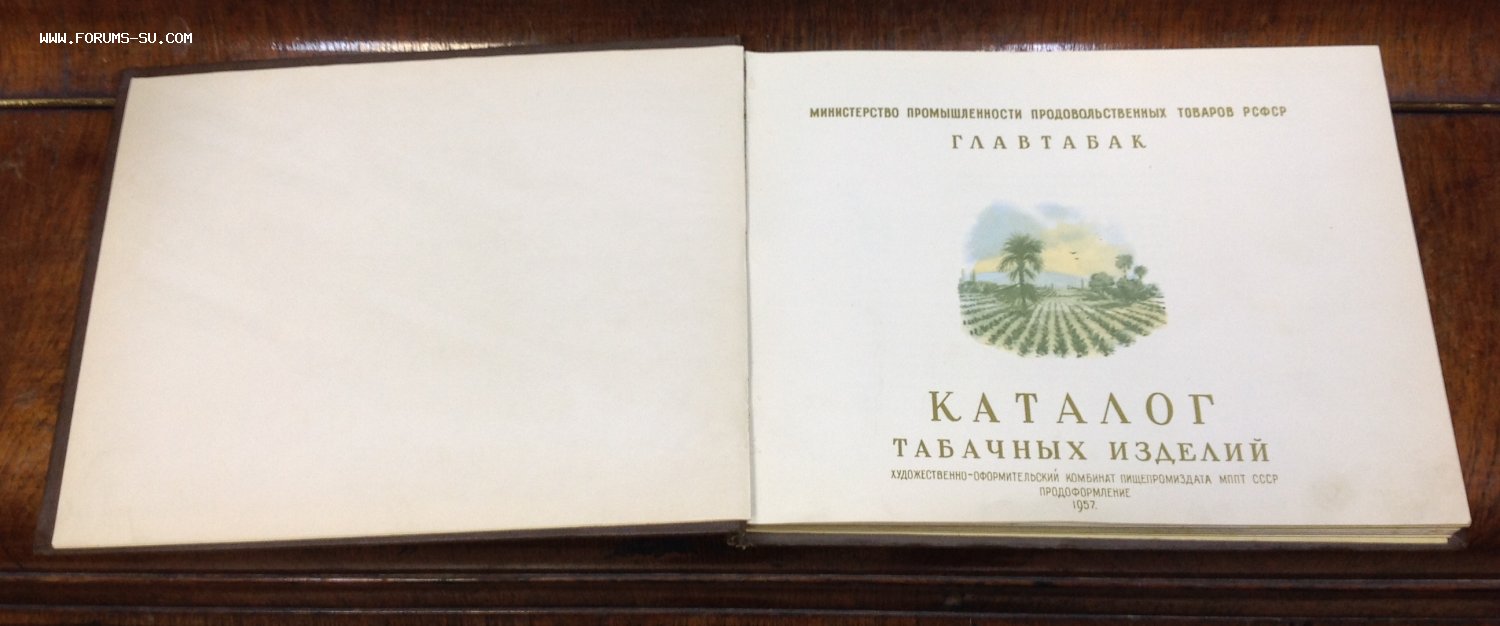 WWW.FORUMS-SU.COM
МИНИСТЕРСТВО ПРОМЫШЛЕННОСТИ ПРОДОВОЛЬСТВЕННЫХ ТОВАРОВ РСФСР
ГЛАВТАБАК
КАТАЛОГ
ТАБАЧНЫХ ИЗДЕЛИЙ
ХУДОЖЕСТВЕННО-ОФОРМИТЕЛЬСКИЙ КОМБИНАТ ПИЩЕПРОМИЗДАТА МППТ СССР
ПРОДОФОРМЛЕНИЕ
1957.